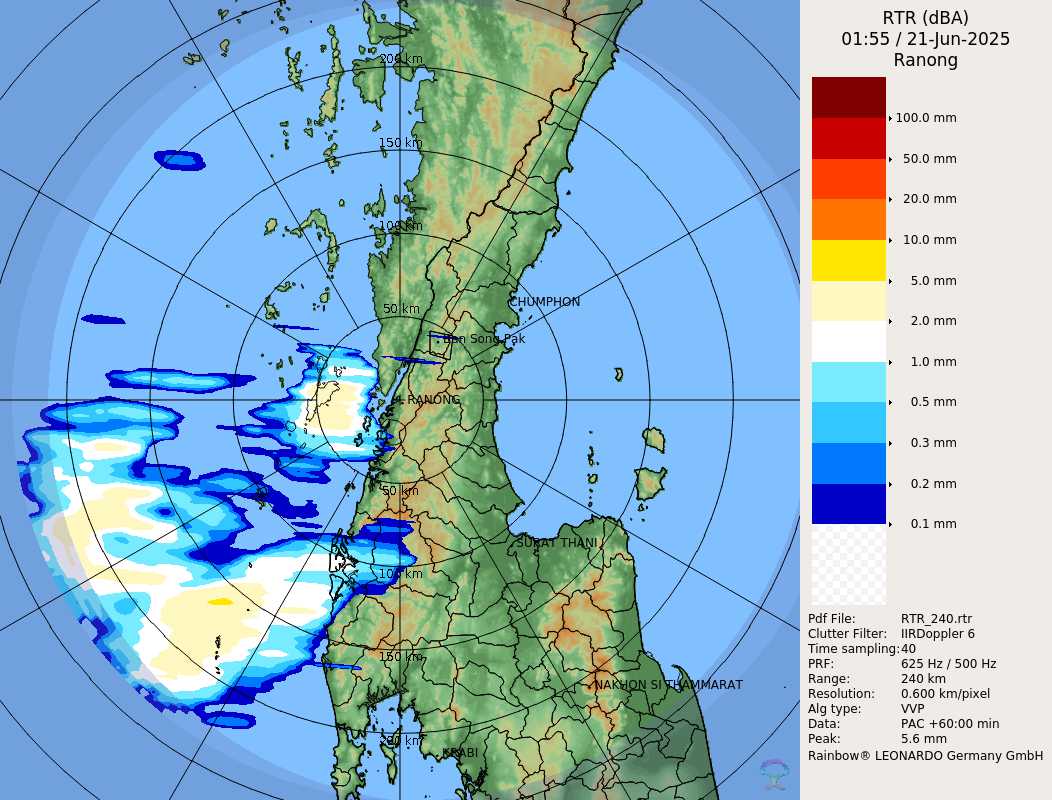 RTR (dBA)
01:55 / 21-Jun-2025
Ranong
100.0 mm
50.0 mm
20.0 mm
10.0 mm
5.0 mm
2.0 mm
1.0 mm
0.5 mm
0.3 mm
0.2 mm
0.1 mm
Pdf File: RTR_240.rtr
Clutter Filter: IIRDoppler 6
Time sampling:40
PRF: 625 Hz / 500 Hz
Range: 240 km
Resolution: 0.600 km/pixel
Alg type: VVP
Data: PAC +60:00 min
Peak: 5.6 mm
Rainbow® LEONARDO Germany GmbH
200 km
150 km
100 km
50 km
CHUMPHON
Ban Song Pak
RANONG
50 km
SURAT THANI
100 km
150 km
NAKHON SI THAMMARAT
200 km
KRABI